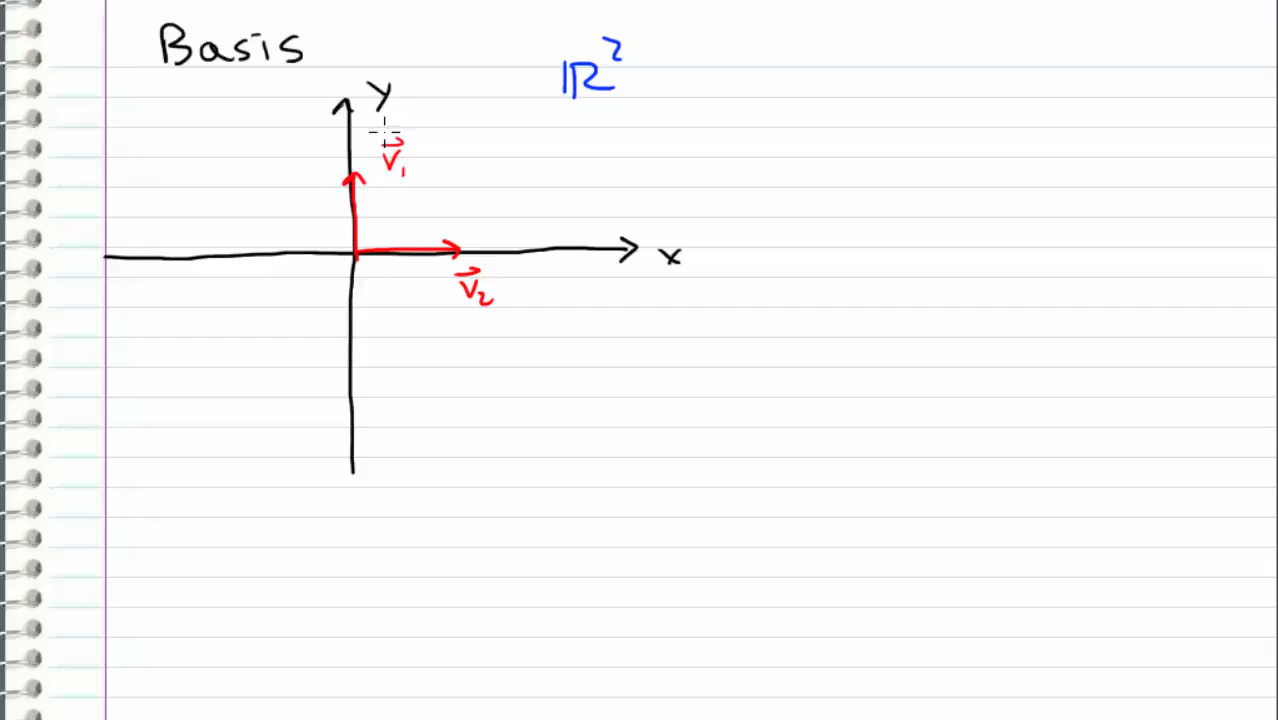 Basis
ℝ²
y
v⃗₁
x
v⃗₂